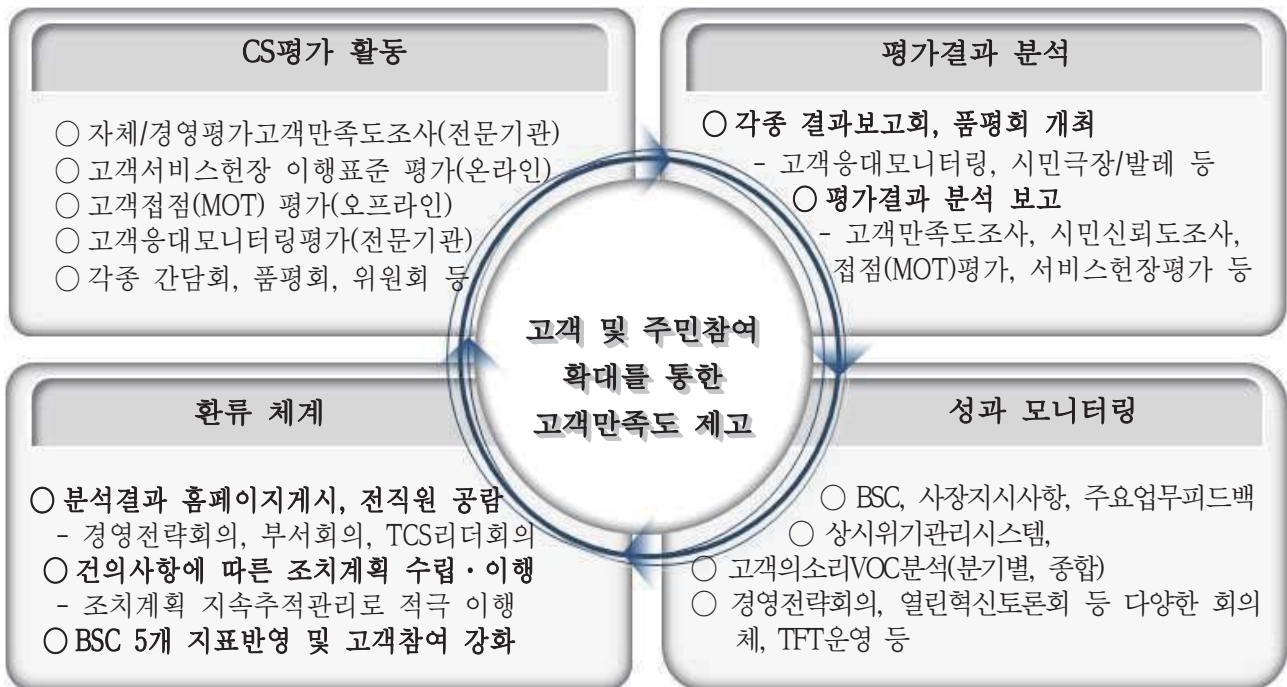 CS평가 활동
○ 자체/경영평가고객만족도조사(전문기관)
○ 고객서비스헌장 이행표준 평가(온라인)
○ 고객접점(MOT) 평가(오프라인)
○ 고객응대모니터링평가(전문기관)
○ 각종 간담회, 품평회, 위원회 등
평가결과 분석
○ 각종 결과보고회, 품평회 개최
- 고객응대모니터링, 시민극장/발레 등
○ 평가결과 분석 보고
- 고객만족도조사, 시민신뢰도조사,
접점(MOT)평가, 서비스헌장평가 등
고객 및 주민참여
확대를 통한
고객만족도 제고
환류 체계
○ 분석결과 홈페이지게시, 전직원 공람
- 경영전략회의, 부서회의, TCS리더회의
○ 건의사항에 따른 조치계획 수립·이행
- 조치계획 지속추적관리로 적극 이행
○ BSC 5개 지표반영 및 고객참여 강화
성과 모니터링
○ BSC, 사장지시사항, 주요업무피드백
○ 상시위기관리시스템,
○ 고객의소리VOC분석(분기별, 종합)
○ 경영전략회의, 열린혁신토론회 등 다양한 회의
체, TFT운영 등